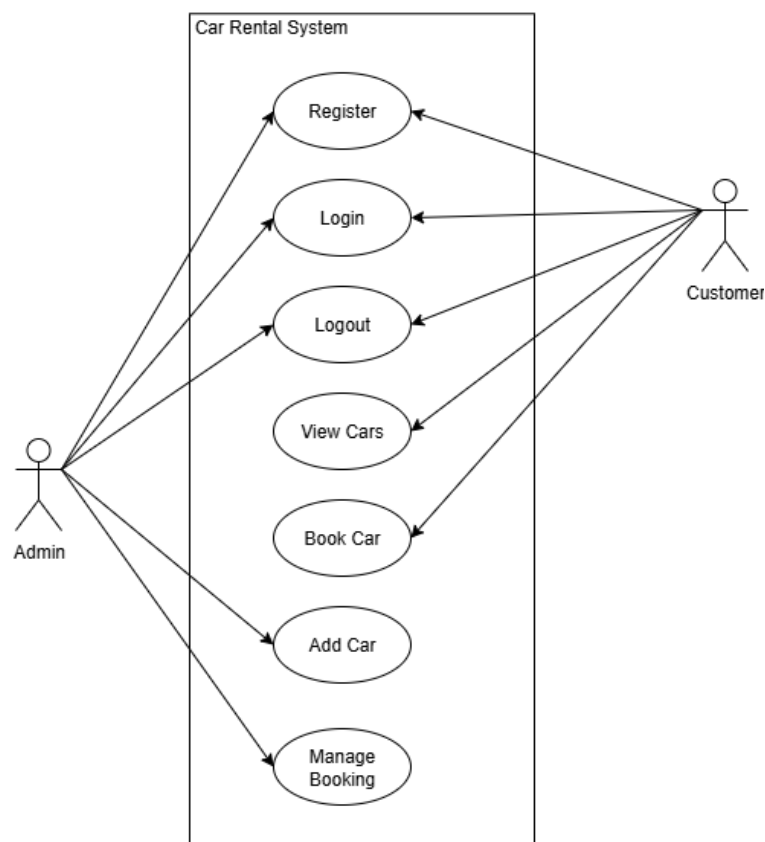 Car Rental System
Register
Login
Customer
Logout
View Cars
Book Car
Admin
Add Car
Manage
Booking